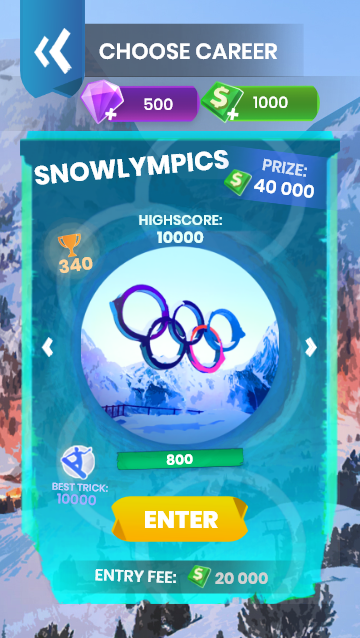 CHOOSE CAREER
500
1000
SNOWLYMPICS
PRIZE:
40 000
HIGHSCORE:
10000
340
800
BEST TRICK:
10000
ENTER
ENTRY FEE: 20 000